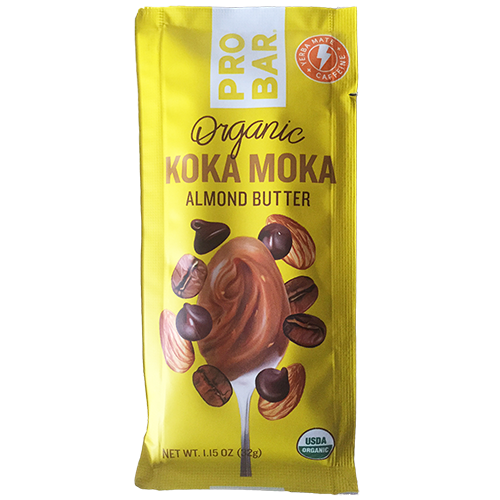 PRO
BAR®
YERBA MATE
CAFFEINE
Organic
KOKA MOKA
ALMOND BUTTER
NET WT. 1.15 OZ (32g)
USDA
ORGANIC